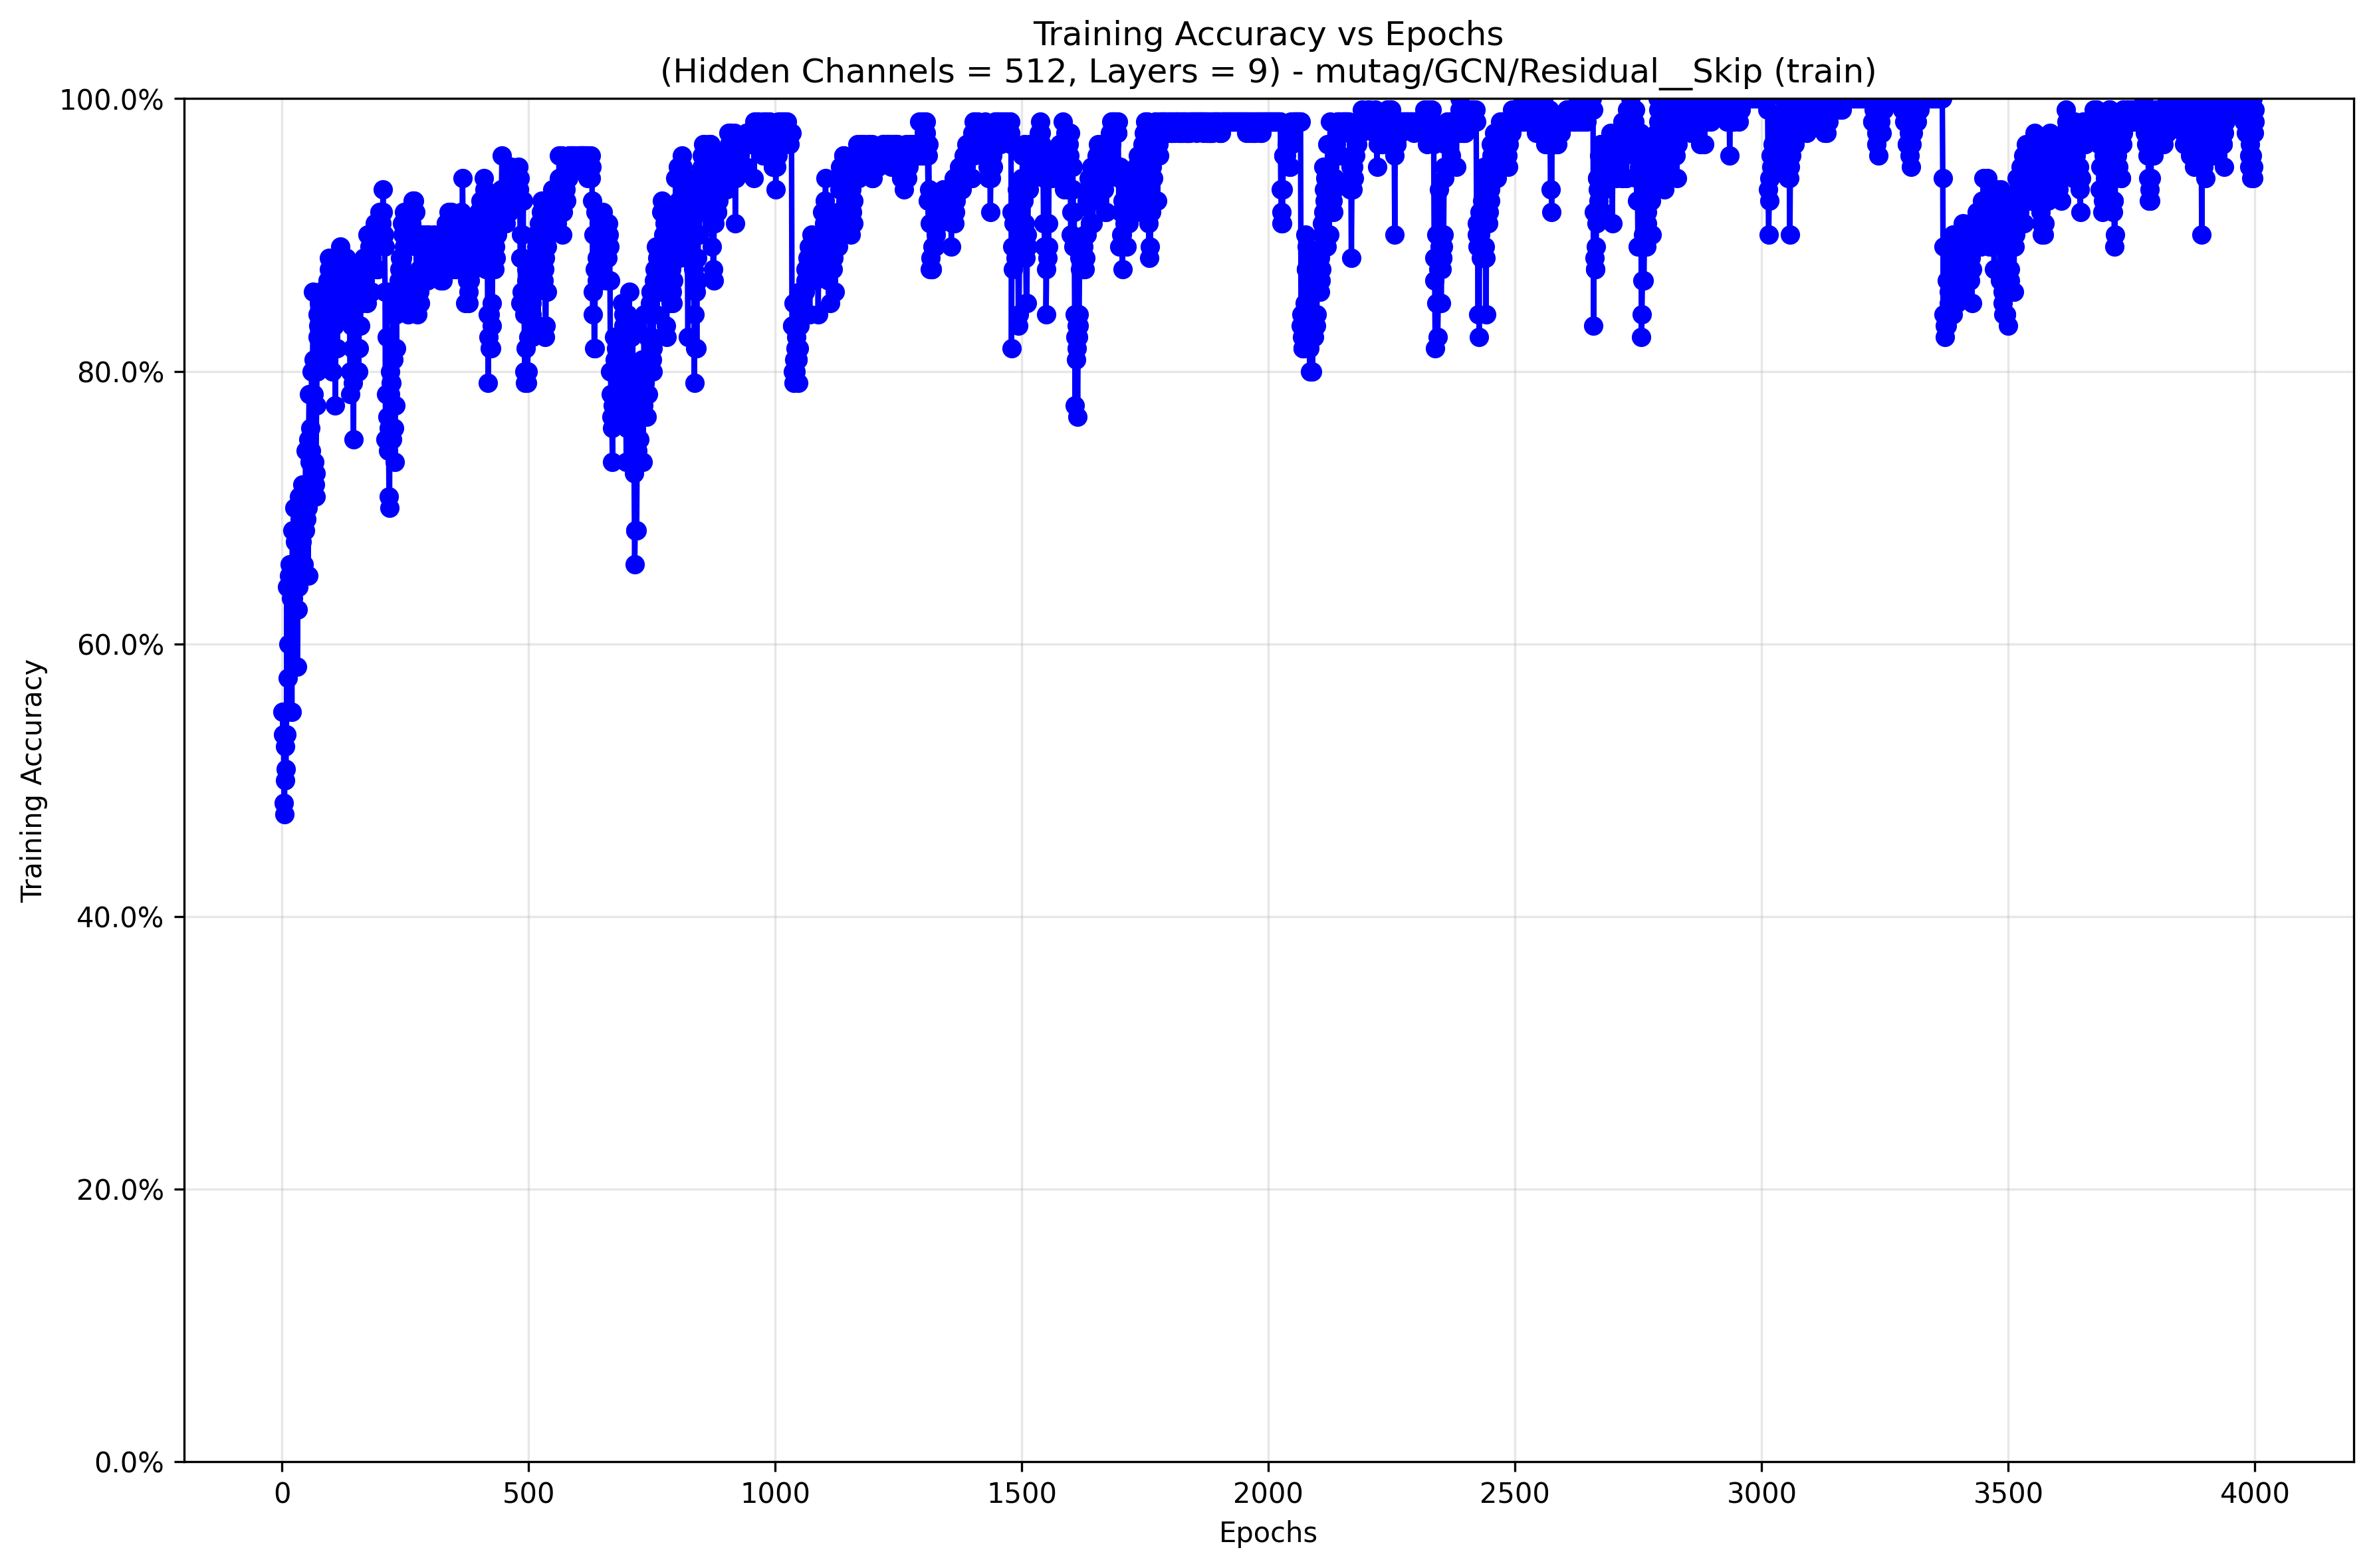 Training Accuracy vs Epochs
(Hidden Channels = 512, Layers = 9) - mutag/GCN/Residual__Skip (train)
100.0%
80.0%
60.0%
40.0%
20.0%
0.0%
Training Accuracy
0 500 1000 1500 2000 2500 3000 3500 4000
Epochs